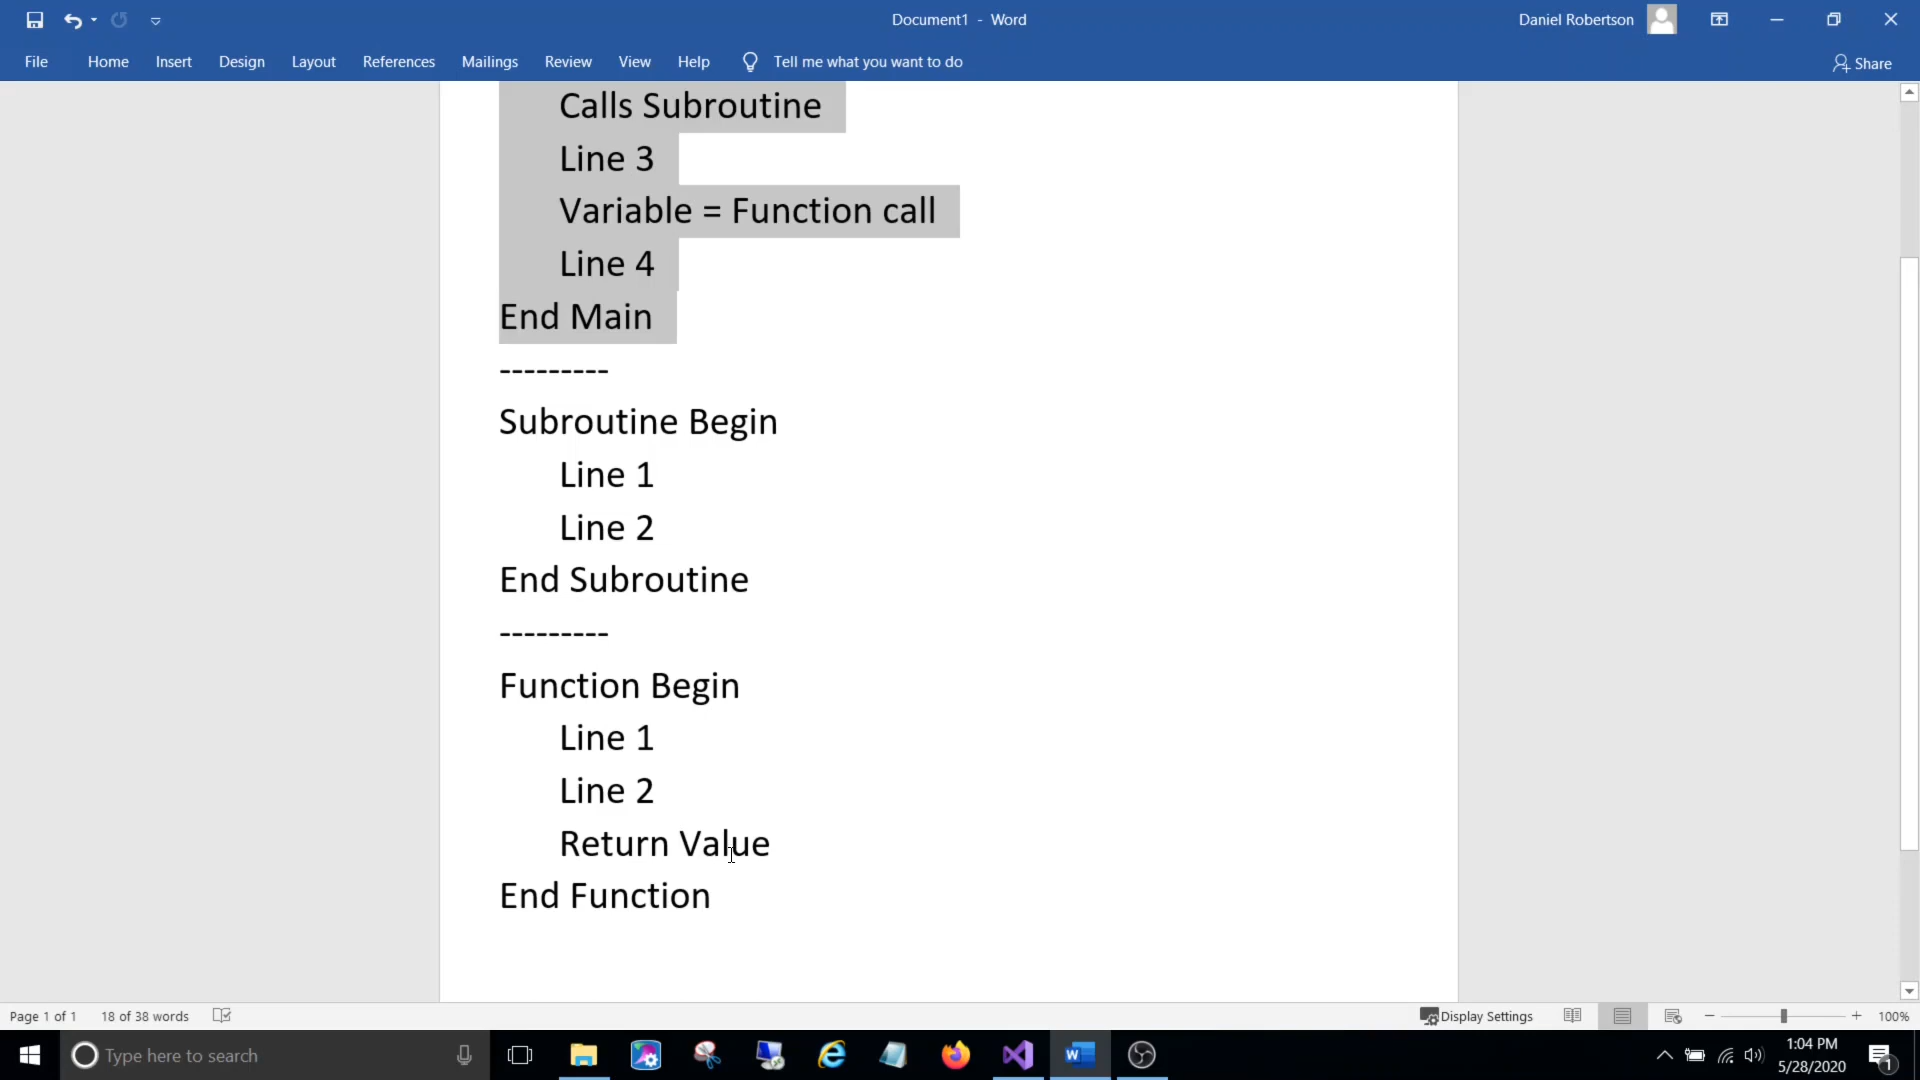 Document1 - Word
Daniel Robertson
File Home Insert Design Layout References Mailings Review View Help Tell me what you want to do
Share
Calls Subroutine
Line 3
Variable = Function call
Line 4
End Main
---------
Subroutine Begin
Line 1
Line 2
End Subroutine
---------
Function Begin
Line 1
Line 2
Return Value
End Function
Page 1 of 1 18 of 38 words
Display Settings
100%
Type here to search
1:04 PM
5/28/2020
1